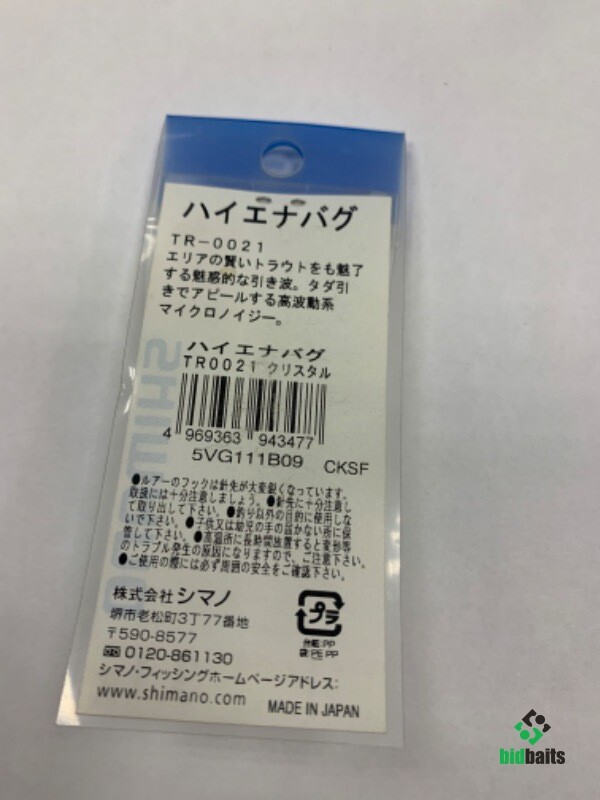 ハイエナバグ
TR-0021
エリアの賢いトラウトをも魅了
する魅惑的な引き波。タダ引
きでアピールする高波動系
マイクロノイジー。
ハイエナバグ
TR0021 クリスタル
4 969363 943477
5VG111B09 CKSF
●ルアーのフックは針先が大変鋭くなっています。
取扱には十分注意しましょう。●針先に十分注意し
て取り出して下さい。●釣り以外の目的に使用しな
いで下さい。●子供又は幼児の手の届かない所に保
管して下さい。●高温所に長時間放置すると変形等
のトラブル発生の原因になりますので、ご注意下さい。
●ご使用の際には必ず周囲の安全をご確認下さい。
株式会社シマノ
堺市老松町3丁77番地
〒590-8577
0120-861130
シマノ・フィッシングホームページアドレス:
www.shimano.com
プラ
台紙:PP
袋:PE,PP
MADE IN JAPAN
bidbaits